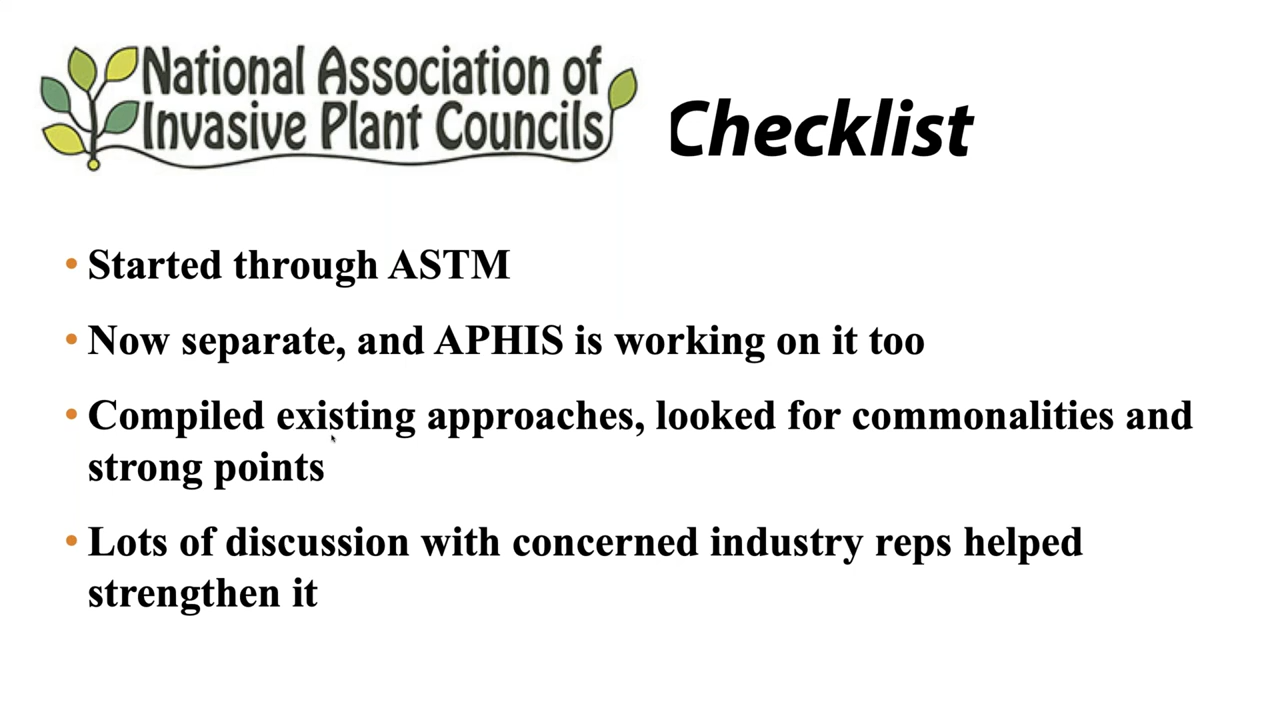 National Association of
Invasive Plant Councils
Checklist
• Started through ASTM
• Now separate, and APHIS is working on it too
• Compiled existing approaches, looked for commonalities and
strong points
• Lots of discussion with concerned industry reps helped
strengthen it